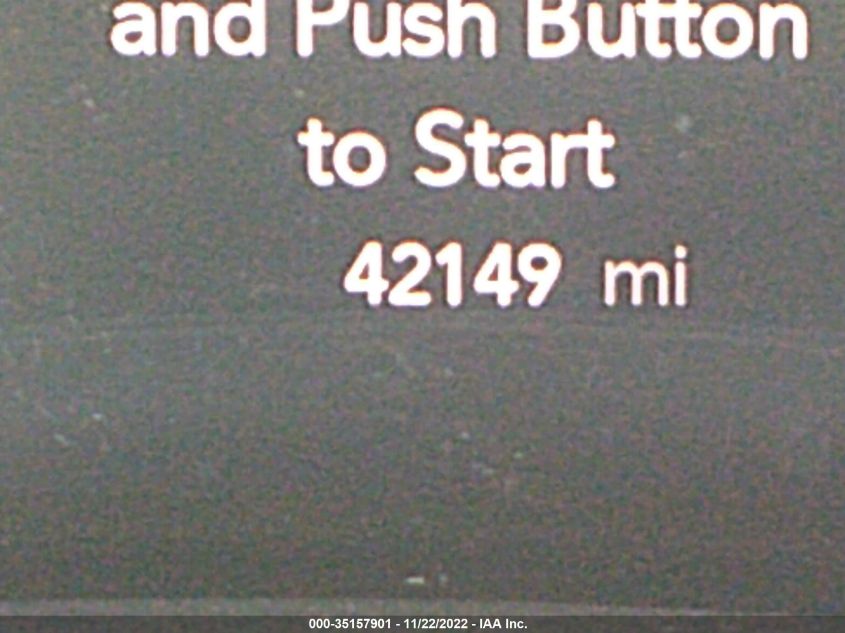 and Push Button
to Start
42149 mi
000-35157901 - 11/22/2022 - IAA Inc.